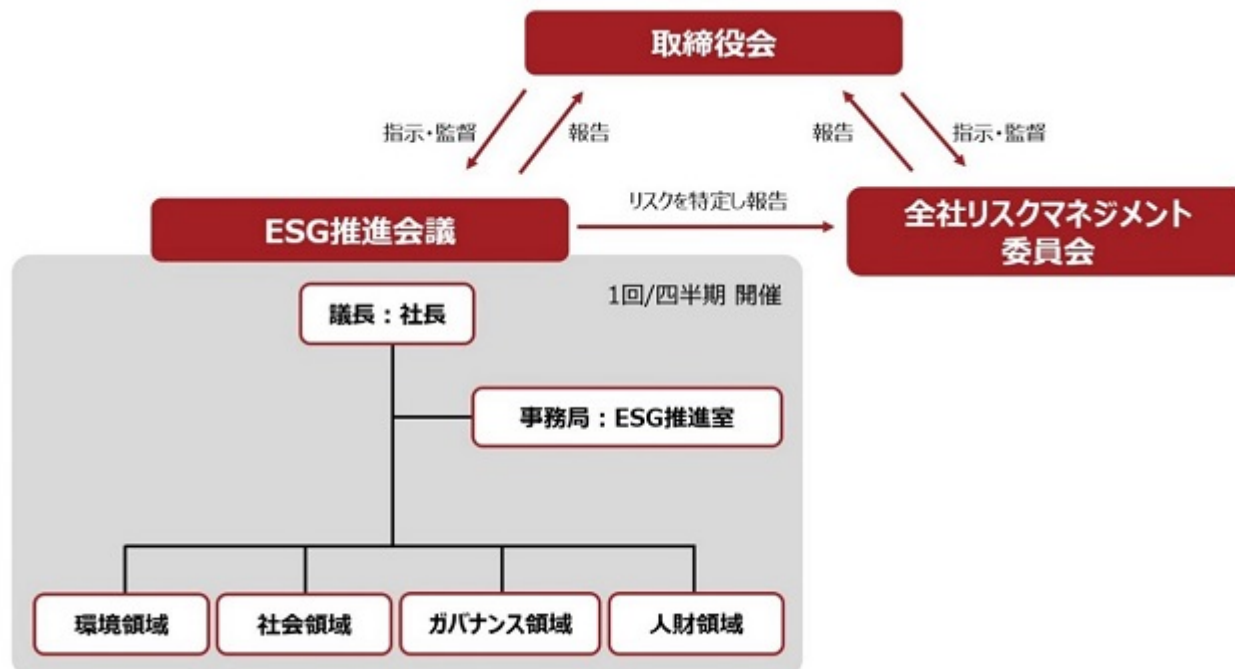 取締役会
指示・監督
報告
報告
指示・監督
ESG推進会議
リスクを特定し報告
全社リスクマネジメント
委員会
1回/四半期 開催
議長：社長
事務局：ESG推進室
環境領域
社会領域
ガバナンス領域
人財領域